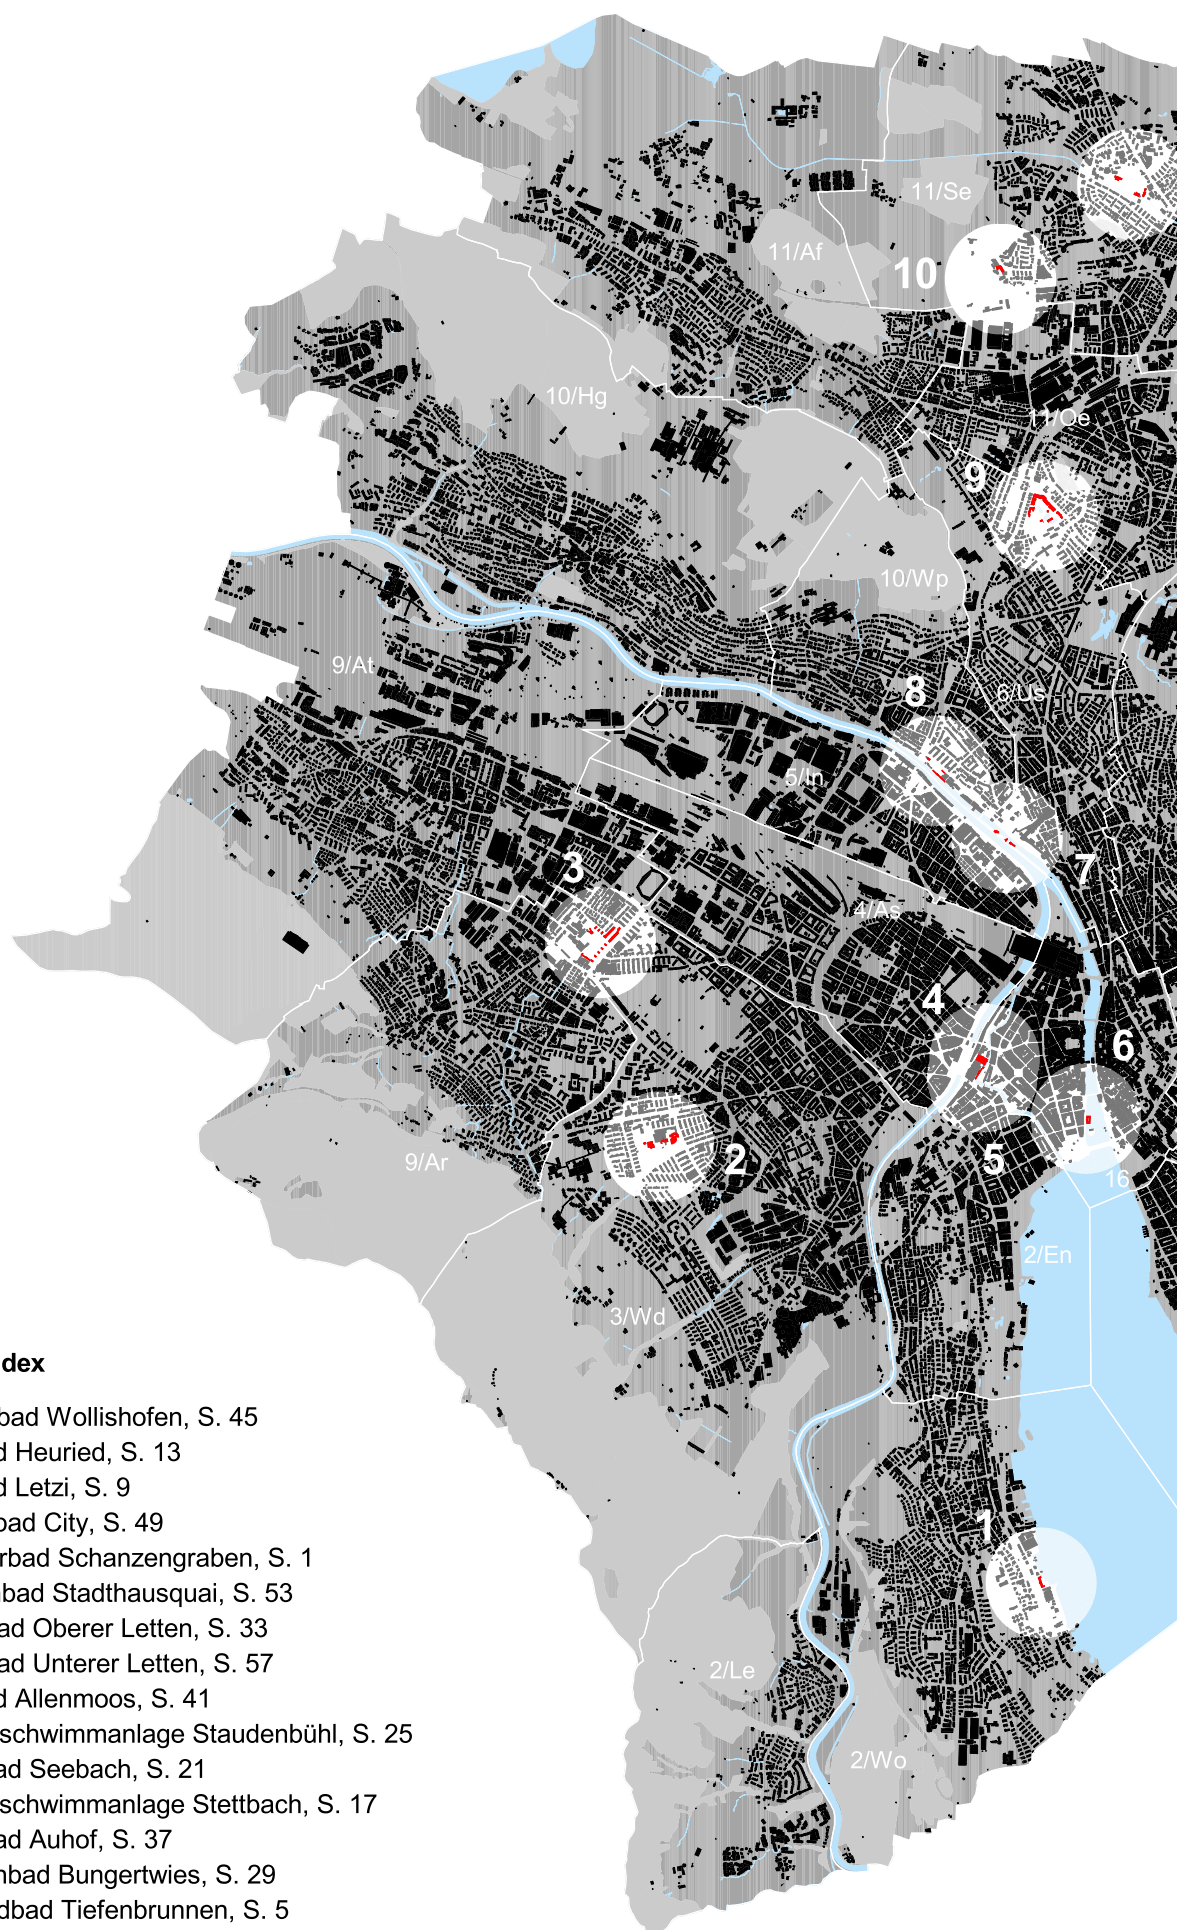 11/Se
11/Af
10
10/Hg
11/Oe
9
10/Wp
9/At
8
6/Us
5/In
3
7
4/As
4
6
9/Ar
2
5
16
2/En
3/Wd
dex
bad Wollishofen, S. 45
d Heuried, S. 13
d Letzi, S. 9
bad City, S. 49
rbad Schanzengraben, S. 1
nbad Stadthausquai, S. 53
ad Oberer Letten, S. 33
ad Unterer Letten, S. 57
d Allenmoos, S. 41
schwimmanlage Staudenbühl, S. 25
ad Seebach, S. 21
schwimmanlage Stettbach, S. 17
ad Auhof, S. 37
nbad Bungertwies, S. 29
dbad Tiefenbrunnen, S. 5
1
2/Le
2/Wo